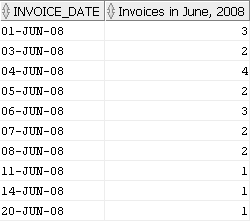 INVOICE_DATE Invoices in June, 2008
01-JUN-08 3
03-JUN-08 2
04-JUN-08 4
05-JUN-08 2
06-JUN-08 3
07-JUN-08 2
08-JUN-08 2
11-JUN-08 1
14-JUN-08 1
20-JUN-08 1